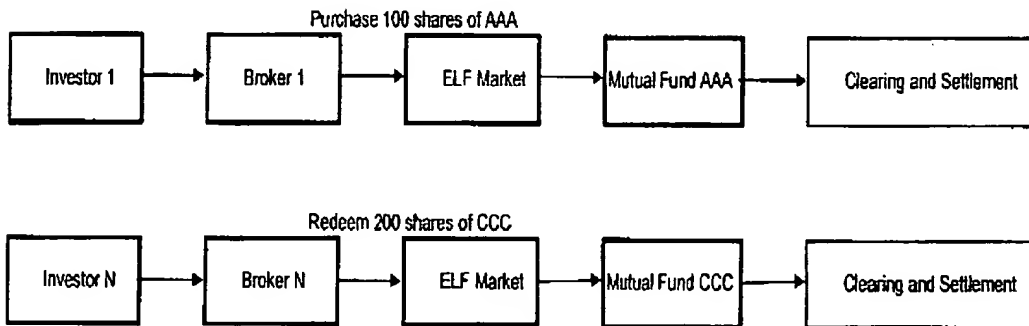 Purchase 100 shares of AAA
Investor 1
Broker 1
ELF Market
Mutual Fund AAA
Clearing and Settlement
Redeem 200 shares of CCC
Investor N
Broker N
ELF Market
Mutual Fund CCC
Clearing and Settlement